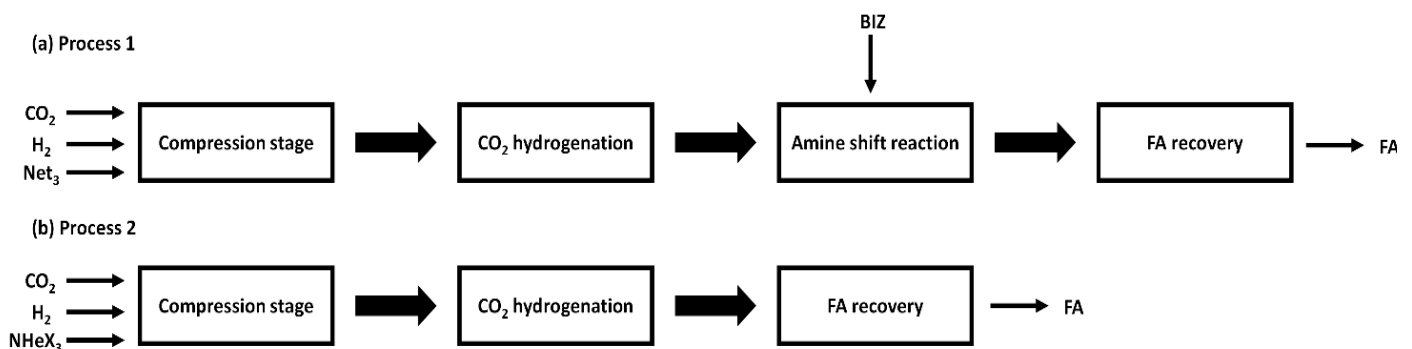 BIZ
(a) Process 1
CO₂
H₂
Net₃
Compression stage
CO₂ hydrogenation
Amine shift reaction
FA recovery
FA
(b) Process 2
CO₂
H₂
NHeX₃
Compression stage
CO₂ hydrogenation
FA recovery
FA